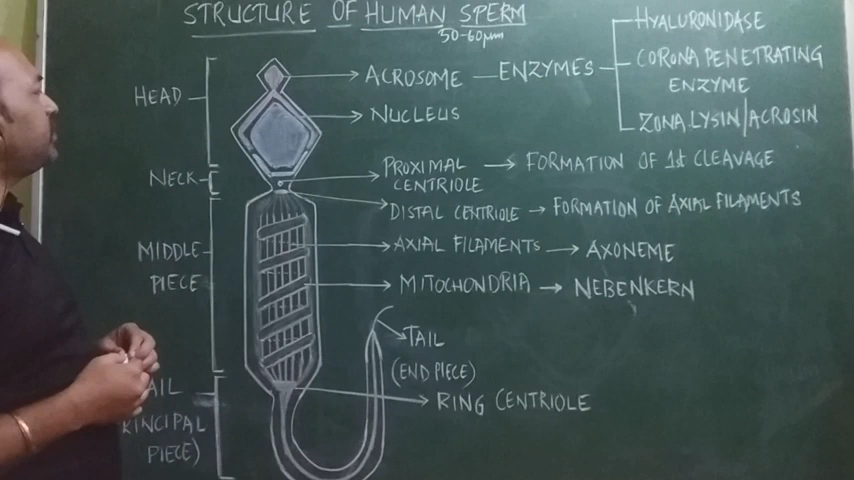 STRUCTURE OF HUMAN SPERM
50-60µm
HYALURONIDASE
HEAD
ACROSOME — ENZYMES
CORONA PENETRATING
ENZYME
NUCLEUS
ZONALYSIN/ACROSIN
NECK
PROXIMAL
CENTRIOLE → FORMATION OF 1st CLEAVAGE
DISTAL CENTRIOLE → FORMATION OF AXIAL FILAMENTS
MIDDLE
PIECE
AXIAL FILAMENTS → AXONEME
MITOCHONDRIA → NEBENKERN
TAIL
(END PIECE)
RING CENTRIOLE
AIL
RINCIPAL
PIECE)